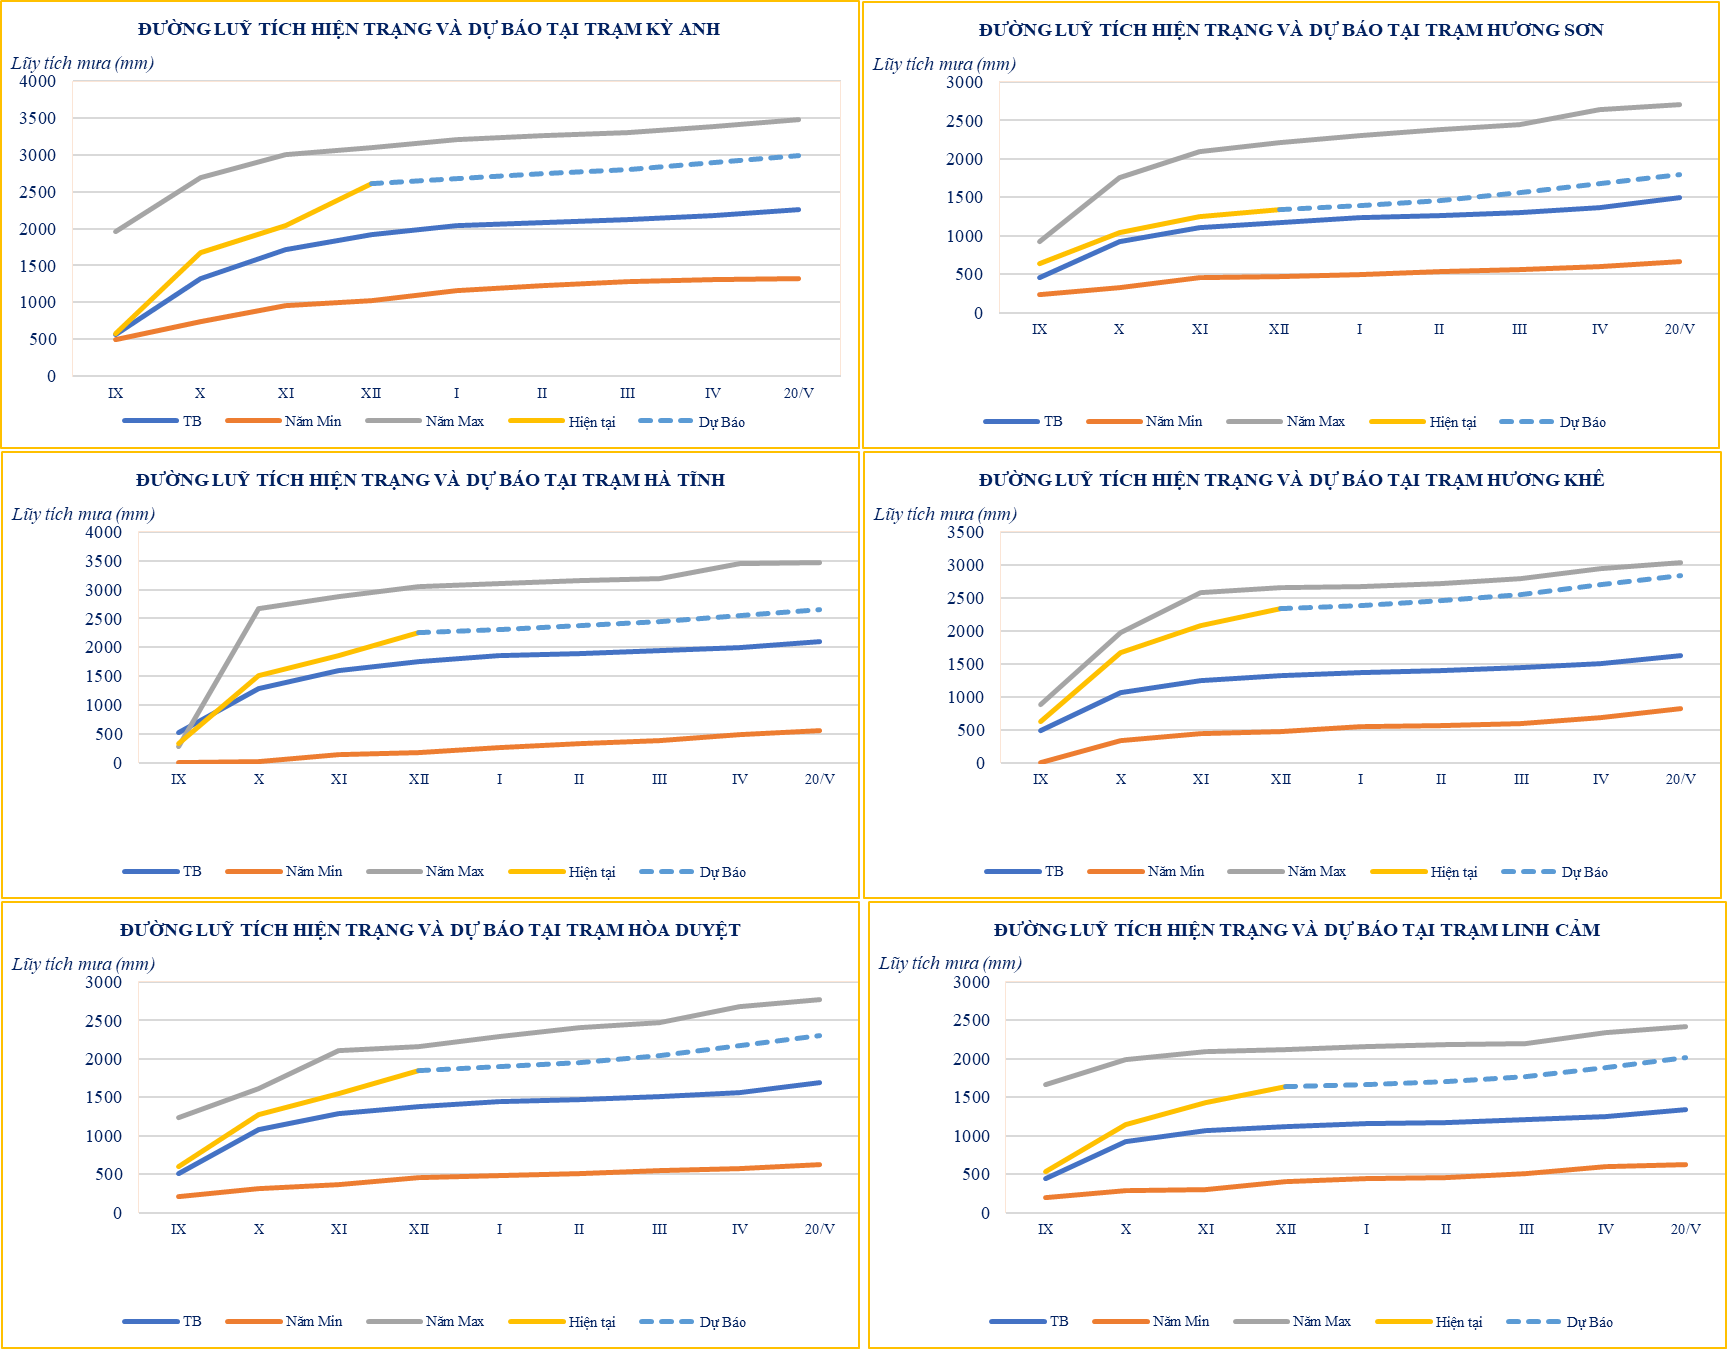 ĐƯỜNG LUỸ TÍCH HIỆN TRẠNG VÀ DỰ BÁO TẠI TRẠM KỲ ANH
Lũy tích mưa (mm)
4000
3500
3000
2500
2000
1500
1000
500
0
IX X XI XII I II III IV 20/V
TB Năm Min Năm Max Hiện tại Dự Báo
ĐƯỜNG LUỸ TÍCH HIỆN TRẠNG VÀ DỰ BÁO TẠI TRẠM HƯƠNG SƠN
Lũy tích mưa (mm)
3000
2500
2000
1500
1000
500
0
IX X XI XII I II III IV 20/V
TB Năm Min Năm Max Hiện tại Dự Báo
ĐƯỜNG LUỸ TÍCH HIỆN TRẠNG VÀ DỰ BÁO TẠI TRẠM HÀ TĨNH
Lũy tích mưa (mm)
4000
3500
3000
2500
2000
1500
1000
500
0
IX X XI XII I II III IV 20/V
TB Năm Min Năm Max Hiện tại Dự Báo
ĐƯỜNG LUỸ TÍCH HIỆN TRẠNG VÀ DỰ BÁO TẠI TRẠM HƯƠNG KHÊ
Lũy tích mưa (mm)
3500
3000
2500
2000
1500
1000
500
0
IX X XI XII I II III IV 20/V
TB Năm Min Năm Max Hiện tại Dự Báo
ĐƯỜNG LUỸ TÍCH HIỆN TRẠNG VÀ DỰ BÁO TẠI TRẠM HÒA DUYỆT
Lũy tích mưa (mm)
3000
2500
2000
1500
1000
500
0
IX X XI XII I II III IV 20/V
TB Năm Min Năm Max Hiện tại Dự Báo
ĐƯỜNG LUỸ TÍCH HIỆN TRẠNG VÀ DỰ BÁO TẠI TRẠM LINH CẢM
Lũy tích mưa (mm)
3000
2500
2000
1500
1000
500
0
IX X XI XII I II III IV 20/V
TB Năm Min Năm Max Hiện tại Dự Báo